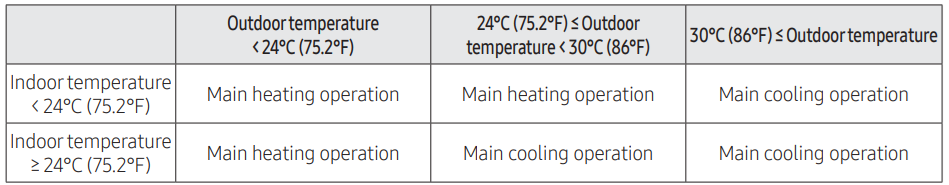 Outdoor temperature
< 24°C (75.2°F)
24°C (75.2°F) ≤ Outdoor
temperature < 30°C (86°F)
30°C (86°F) ≤ Outdoor temperature
Indoor temperature
< 24°C (75.2°F)
Main heating operation
Main heating operation
Main cooling operation
Indoor temperature
≥ 24°C (75.2°F)
Main heating operation
Main cooling operation
Main cooling operation